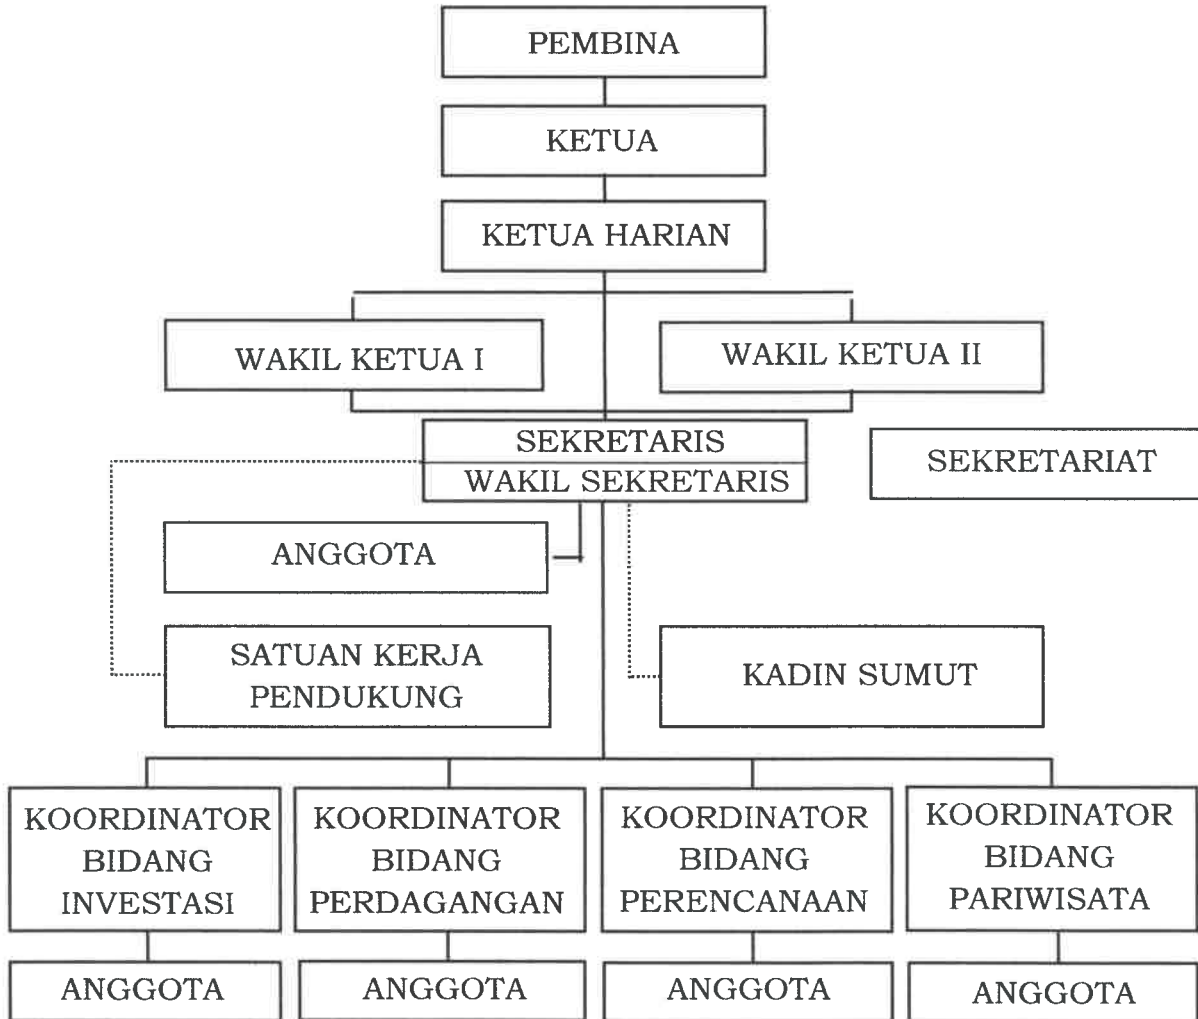 PEMBINA
KETUA
KETUA HARIAN
WAKIL KETUA I
WAKIL KETUA II
SEKRETARIS
WAKIL SEKRETARIS
SEKRETARIAT
ANGGOTA
SATUAN KERJA
PENDUKUNG
KADIN SUMUT
KOORDINATOR
BIDANG
INVESTASI
KOORDINATOR
BIDANG
PERDAGANGAN
KOORDINATOR
BIDANG
PERENCANAAN
KOORDINATOR
BIDANG
PARIWISATA
ANGGOTA
ANGGOTA
ANGGOTA
ANGGOTA